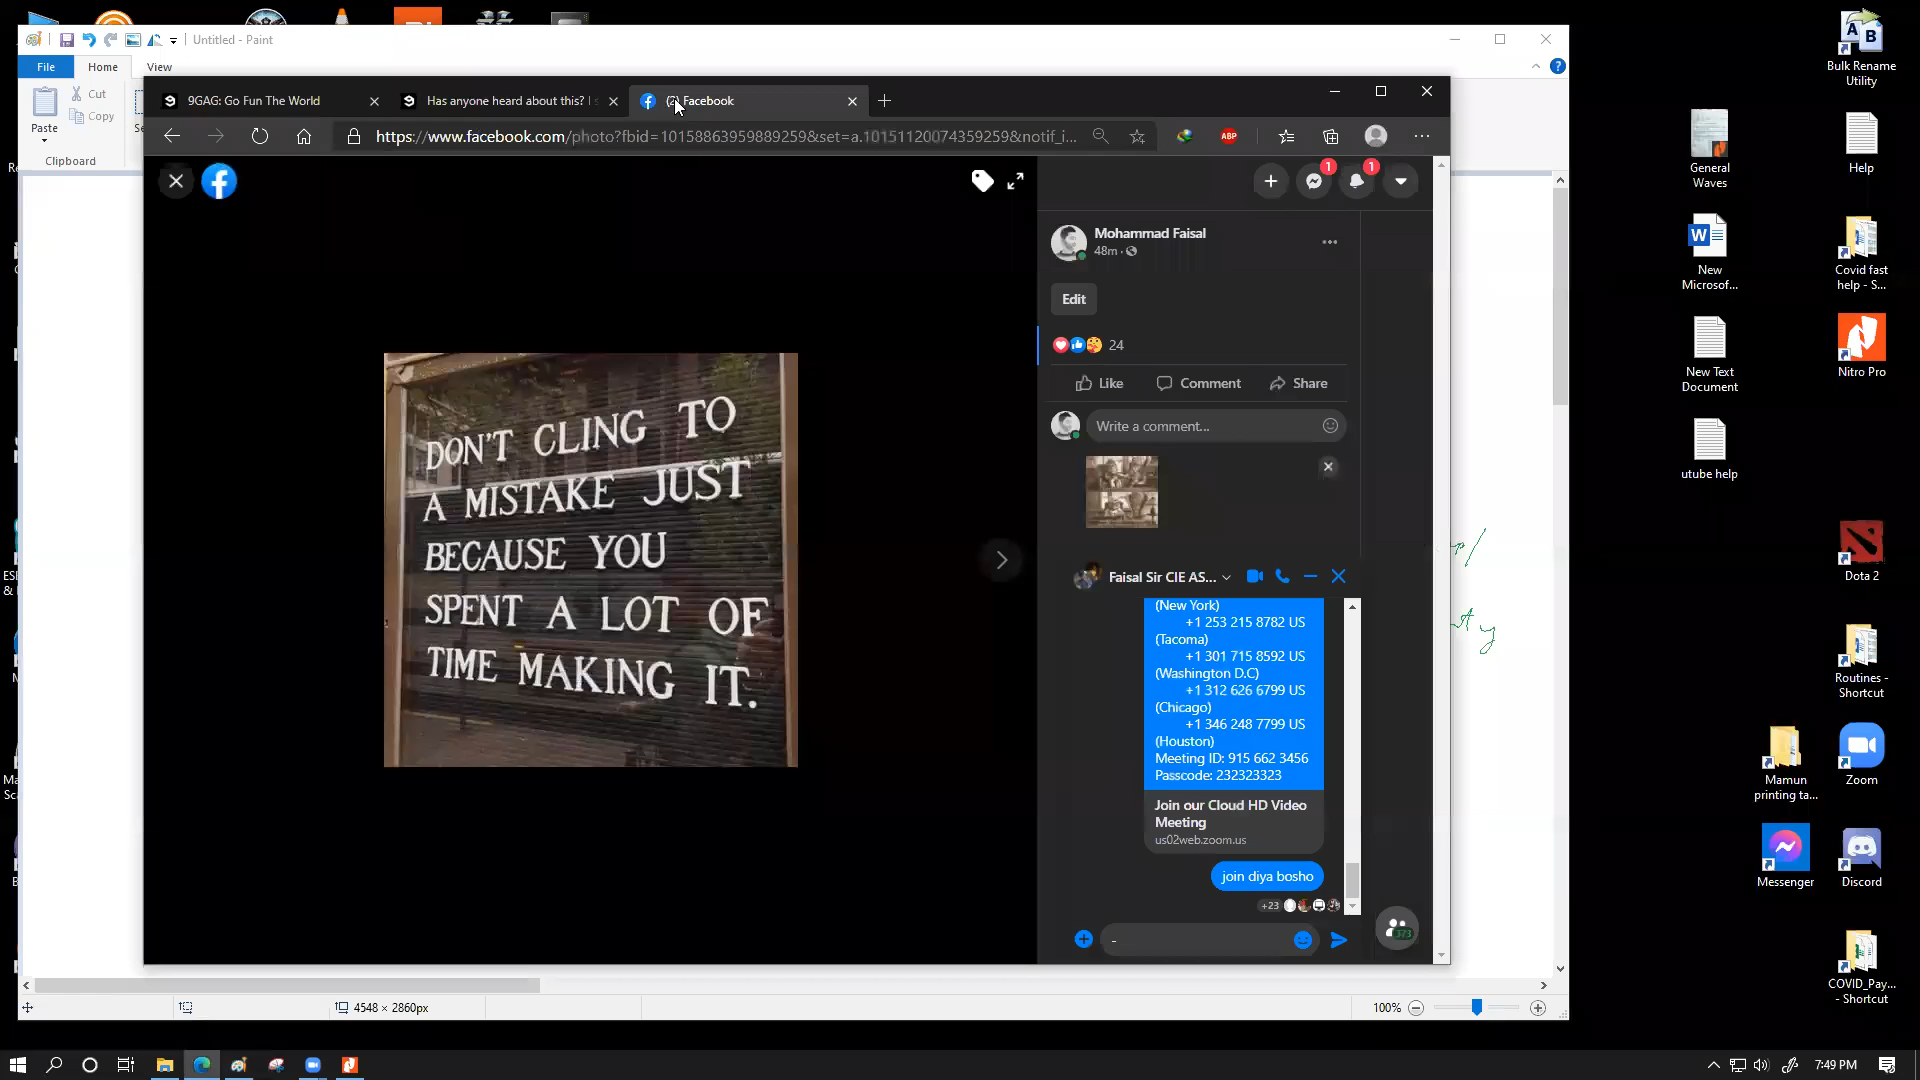 Untitled - Paint
File
Home
View
Paste
Cut
Copy
Clipboard
9GAG: Go Fun The World
Has anyone heard about this? I
Facebook
https://www.facebook.com/photo?fbid=10158863959889259&set=a.10151120074359259&notif_i...
ABP
1
1
Mohammad Faisal
48m
Edit
24
Like
Comment
Share
Write a comment...
DON'T CLING TO
A MISTAKE JUST
BECAUSE YOU
SPENT A LOT OF
TIME MAKING IT.
Faisal Sir CIE AS...
(New York)
+1 253 215 8782 US
(Tacoma)
+1 301 715 8592 US
(Washington D.C)
+1 312 626 6799 US
(Chicago)
+1 346 248 7799 US
(Houston)
Meeting ID: 915 662 3456
Passcode: 232323323
Join our Cloud HD Video
Meeting
us02web.zoom.us
join diya bosho
+23
-
373
4548 × 2860px
100%
Bulk Rename
Utility
General
Waves
Help
New
Microsof...
Covid fast
help - S...
New Text
Document
Nitro Pro
utube help
Dota 2
Routines -
Shortcut
Mamun
printing ta...
Zoom
Messenger
Discord
COVID_Pay...
- Shortcut
7:49 PM